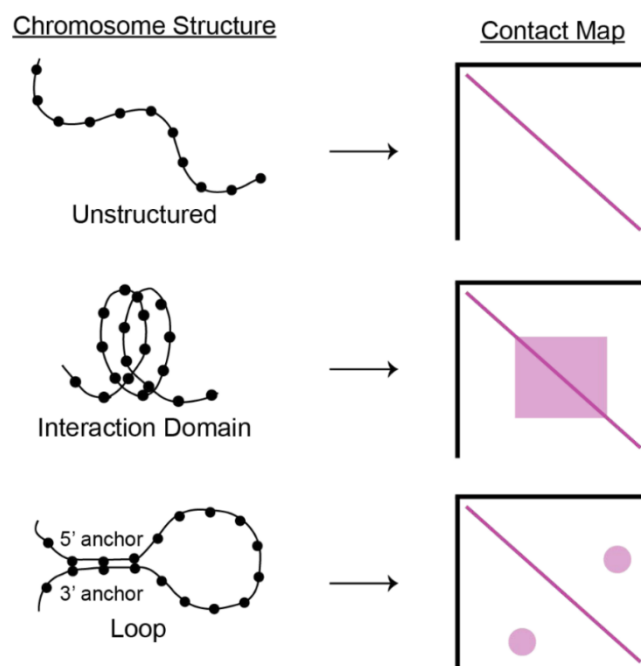 Chromosome Structure
Contact Map
Unstructured
Interaction Domain
5' anchor
3' anchor
Loop